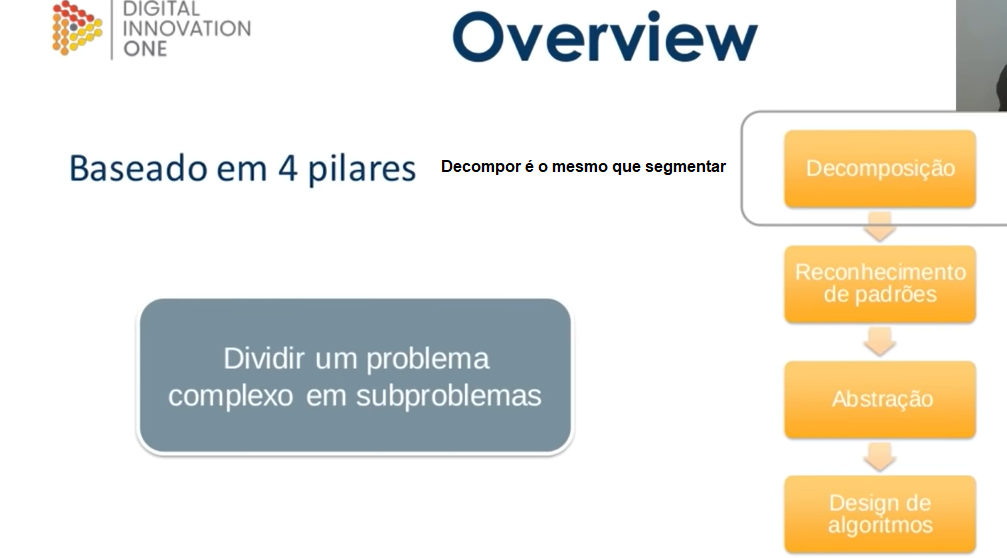 DIGITAL
INNOVATION
ONE
Overview
Baseado em 4 pilares
Decompor é o mesmo que segmentar
Decomposição
Reconhecimento
de padrões
Abstração
Design de
algoritmos
Dividir um problema
complexo em subproblemas